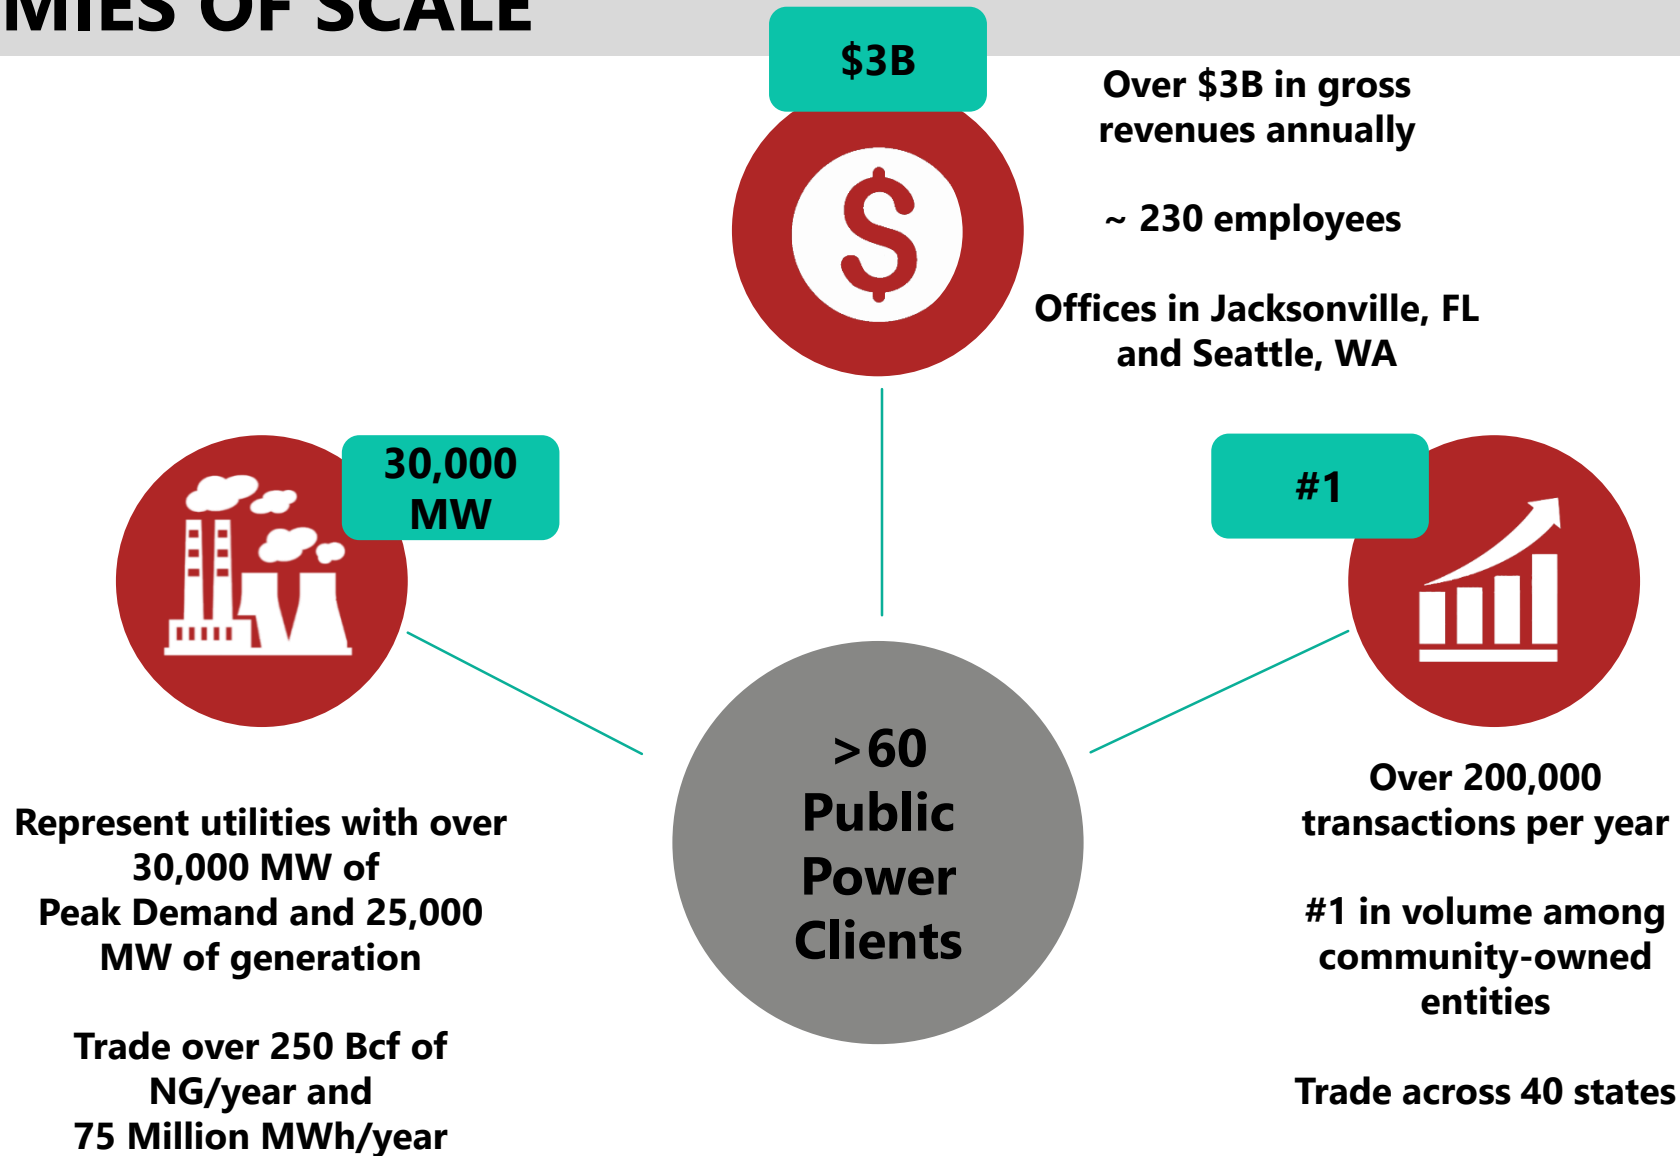 MIES OF SCALE
$3B
Over $3B in gross
revenues annually
~ 230 employees
Offices in Jacksonville, FL
and Seattle, WA
30,000
MW
Represent utilities with over
30,000 MW of
Peak Demand and 25,000
MW of generation
Trade over 250 Bcf of
NG/year and
75 Million MWh/year
>60
Public
Power
Clients
#1
Over 200,000
transactions per year
#1 in volume among
community-owned
entities
Trade across 40 states